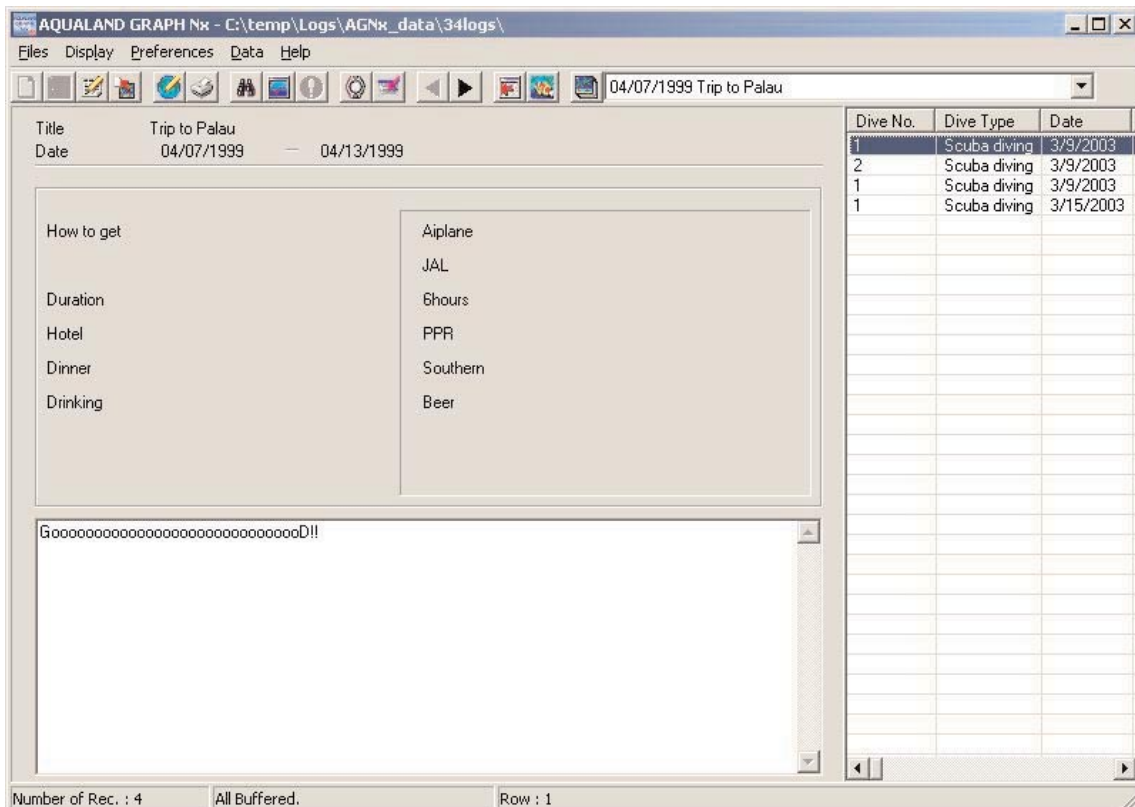 AQUALAND GRAPH Nx - C:\temp\Logs\AGNx_data\34logs\
Files Display Preferences Data Help
04/07/1999 Trip to Palau
Title Trip to Palau
Date 04/07/1999 — 04/13/1999
How to get Aiplane
JAL
Duration 6hours
Hotel PPR
Dinner Southern
Drinking Beer
GoooooooooooooooooooooooooooooD!!
Dive No. Dive Type Date
1 Scuba diving 3/9/2003
2 Scuba diving 3/9/2003
1 Scuba diving 3/9/2003
1 Scuba diving 3/15/2003
Number of Rec. : 4 All Buffered. Row : 1